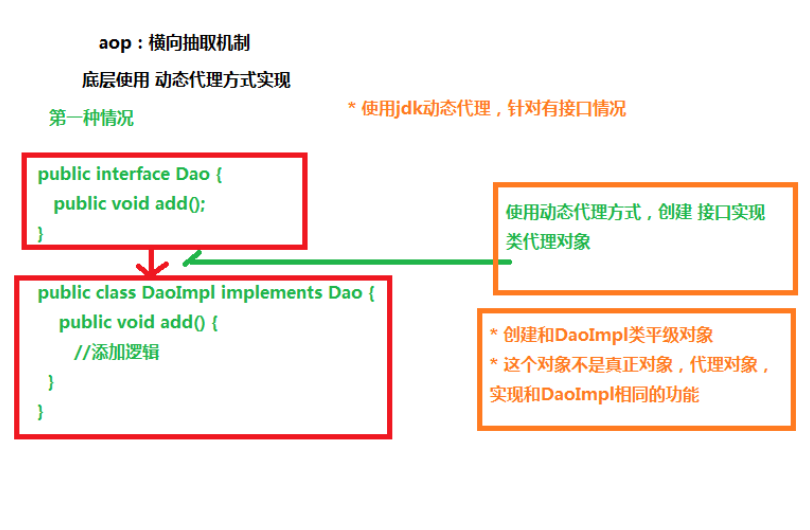 aop：横向抽取机制
底层使用 动态代理方式实现
第一种情况
* 使用jdk动态代理，针对有接口情况
public interface Dao {
public void add();
}
使用动态代理方式，创建 接口实现
类代理对象
public class DaoImpl implements Dao {
public void add() {
//添加逻辑
}
}
* 创建和DaoImpl类平级对象
* 这个对象不是真正对象，代理对象，
实现和DaoImpl相同的功能